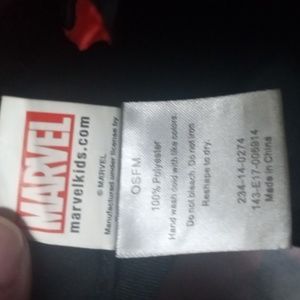 MARVEL
marvelkids.com
© MARVEL
Manufactured under license by:
OSFM
100% Polyester
Hand wash cold with like colors.
Do not bleach. Do not iron.
Reshape to dry.
234-14-0274
143-E17-006914
Made in China